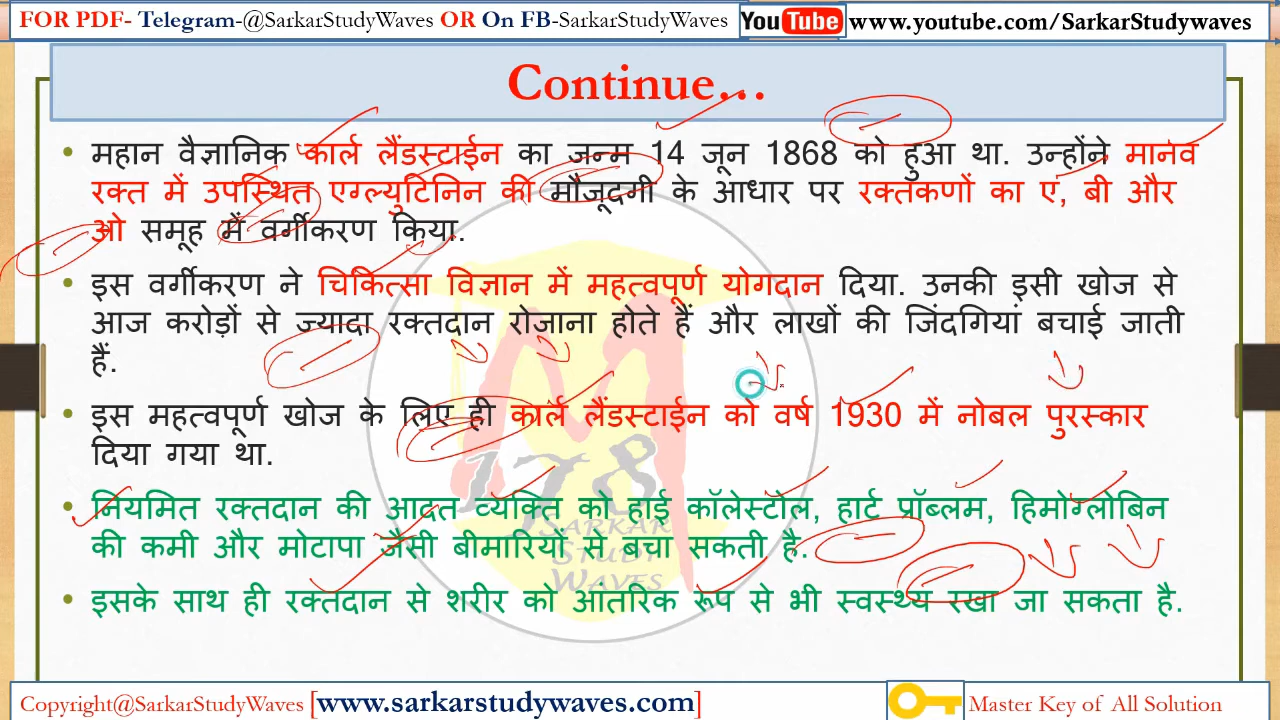 FOR PDF- Telegram-@SarkarStudyWaves OR On FB-SarkarStudyWaves
YouTube www.youtube.com/SarkarStudywaves
Continue…
• महान वैज्ञानिक कार्ल लैंडस्टाईन का जन्म 14 जून 1868 को हुआ था. उन्होंने मानव
रक्त में उपस्थित एग्ल्युटिनिन की मौजूदगी के आधार पर रक्तकणों का ए, बी और
ओ समूह में वर्गीकरण किया.
• इस वर्गीकरण ने चिकित्सा विज्ञान में महत्वपूर्ण योगदान दिया. उनकी इसी खोज से
आज करोड़ों से ज्यादा रक्तदान रोजाना होते हैं और लाखों की जिंदगियां बचाई जाती
हैं.
• इस महत्वपूर्ण खोज के लिए ही कार्ल लैंडस्टाईन को वर्ष 1930 में नोबल पुरस्कार
दिया गया था.
• नियमित रक्तदान की आदत व्यक्ति को हाई कॉलेस्टोल, हार्ट प्रॉब्लम, हिमोग्लोबिन
की कमी और मोटापा जैसी बीमारियों से बचा सकती है.
• इसके साथ ही रक्तदान से शरीर को आंतरिक रूप से भी स्वस्थ्य रखा जा सकता है.
178
SARKAR
STUDY
WAVES
Copyright@SarkarStudyWaves [www.sarkarstudywaves.com]
Master Key of All Solution